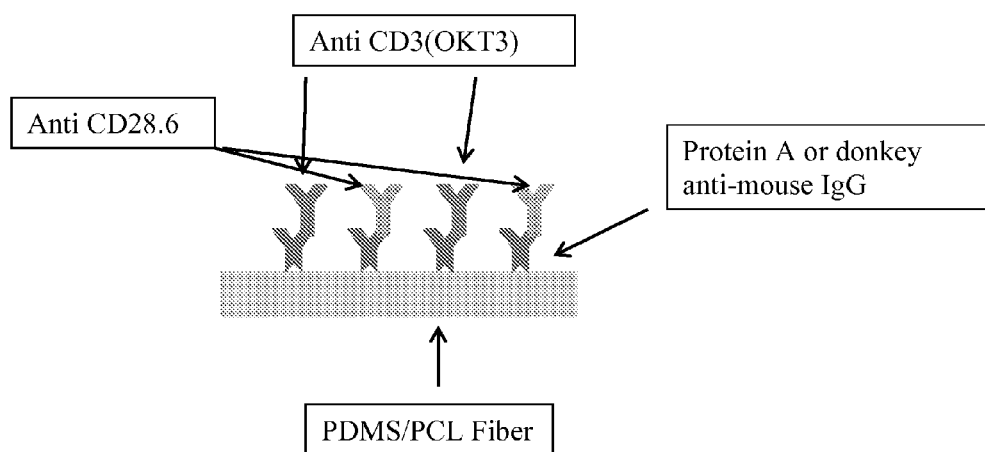 Anti CD3(OKT3)
Anti CD28.6
Protein A or donkey
anti-mouse IgG
PDMS/PCL Fiber